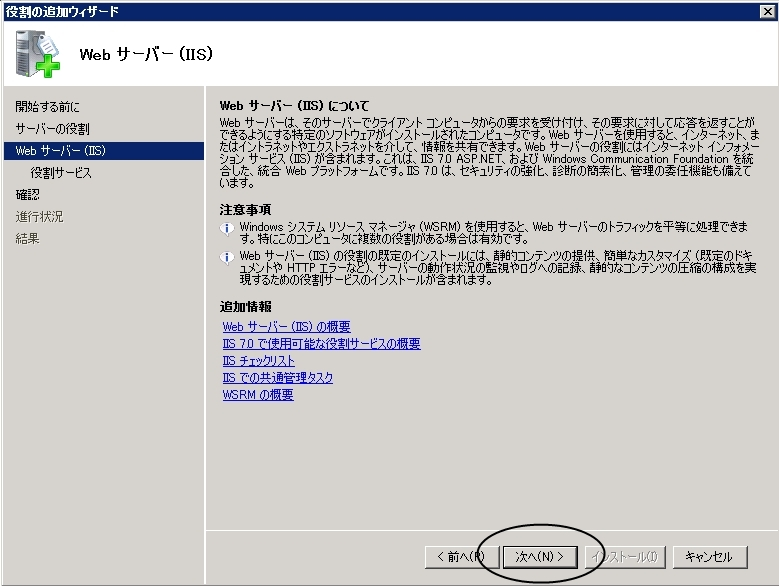 役割の追加ウィザード
Web サーバー (IIS)
開始する前に
サーバーの役割
Web サーバー (IIS)
役割サービス
確認
進行状況
結果
Web サーバー (IIS) について
Web サーバーは、そのサーバーでクライアント コンピュータからの要求を受け付け、その要求に対して応答を返すことが
できるようにする特定のソフトウェアがインストールされたコンピュータです。Web サーバーを使用すると、インターネット、ま
たはイントラネットやエクストラネットを介して、情報を共有できます。Web サーバーの役割にはインターネット インフォメー
ション サービス (IIS) が含まれます。これは、IIS 7.0 ASP.NET、および Windows Communication Foundation を統
合した、統合 Web プラットフォームです。IIS 7.0 は、セキュリティの強化、診断の簡素化、管理の委任機能も備えて
います。
注意事項
Windows システム リソース マネージャ (WSRM) を使用すると、Web サーバーのトラフィックを平等に処理できま
す。特にこのコンピュータに複数の役割がある場合は有効です。
Web サーバー (IIS) の役割の既定のインストールには、静的コンテンツの提供、簡単なカスタマイズ (既定のドキ
ュメントや HTTP エラーなど)、サーバーの動作状況の監視やログへの記録、静的なコンテンツの圧縮の構成を実
現するための役割サービスのインストールが含まれます。
追加情報
Web サーバー (IIS) の概要
IIS 7.0 で使用可能な役割サービスの概要
IIS チェックリスト
IIS での共通管理タスク
WSRM の概要
< 前へ(P) 次へ(N) > インストール(I) キャンセル